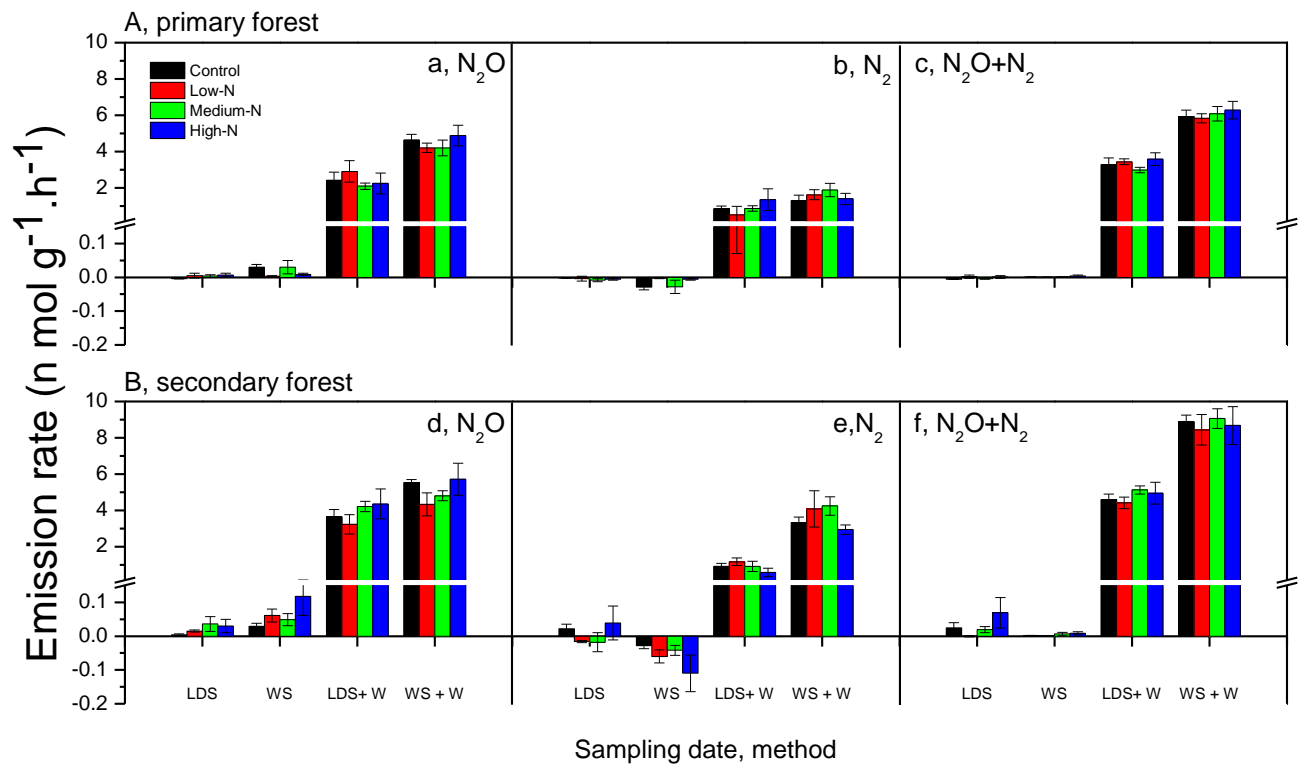 A, primary forest
10
8
6
4
2
0.1
0.0
-0.1
-0.2
Control
Low-N
Medium-N
High-N
a, N₂O
b, N₂
c, N₂O+N₂
Emission rate (n mol g⁻¹.h⁻¹)
B, secondary forest
10
8
6
4
2
0.1
0.0
-0.1
-0.2
d, N₂O
e,N₂
f, N₂O+N₂
LDS WS LDS+ W WS + W LDS WS LDS+ W WS + W LDS WS LDS+ W WS + W
Sampling date, method